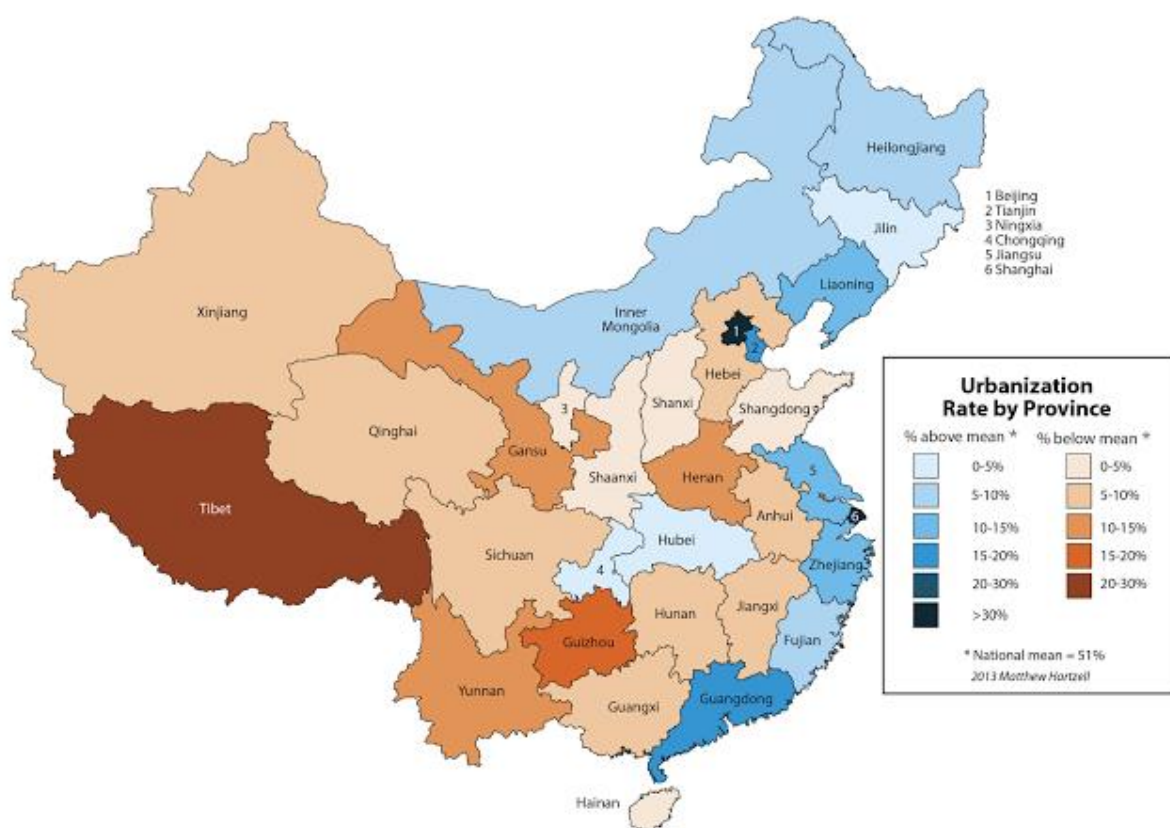 Heilongjiang
1 Beijing
2 Tianjin
3 Ningxia
4 Chongqing
5 Jiangsu
6 Shanghai
Jilin
Liaoning
Xinjiang
Inner
Mongolia
1
2
Hebei
Shanxi
Shangdong
3
Qinghai
Gansu
Shaanxi
Henan
5
Tibet
Anhui
6
Sichuan
Hubei
4
Zhejiang
Hunan
Jiangxi
Guizhou
Fujian
Yunnan
Guangxi
Guangdong
Hainan
Urbanization
Rate by Province
% above mean * % below mean *
0-5% 0-5%
5-10% 5-10%
10-15% 10-15%
15-20% 15-20%
20-30% 20-30%
>30%
* National mean = 51%
2013 Matthew Hartzell